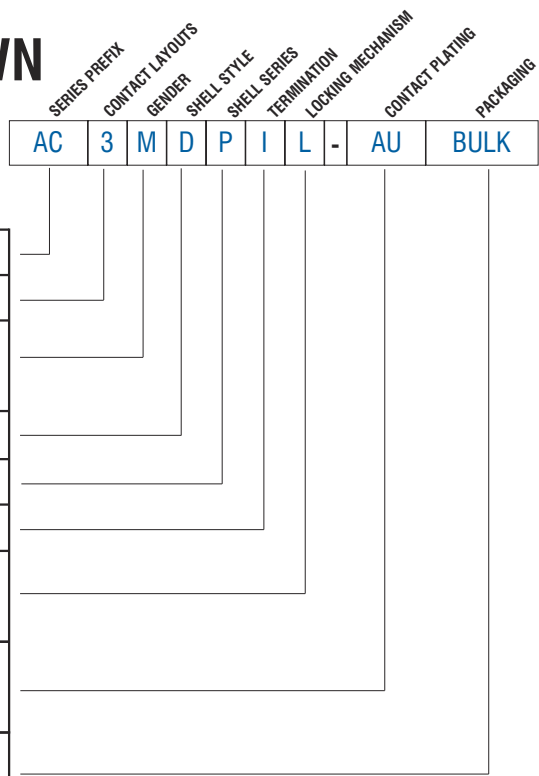 SERIES PREFIX
CONTACT LAYOUTS
GENDER
SHELL STYLE
SHELL SERIES
TERMINATION
LOCKING MECHANISM
CONTACT PLATING
PACKAGING
AC 3 M D P I L - AU BULK